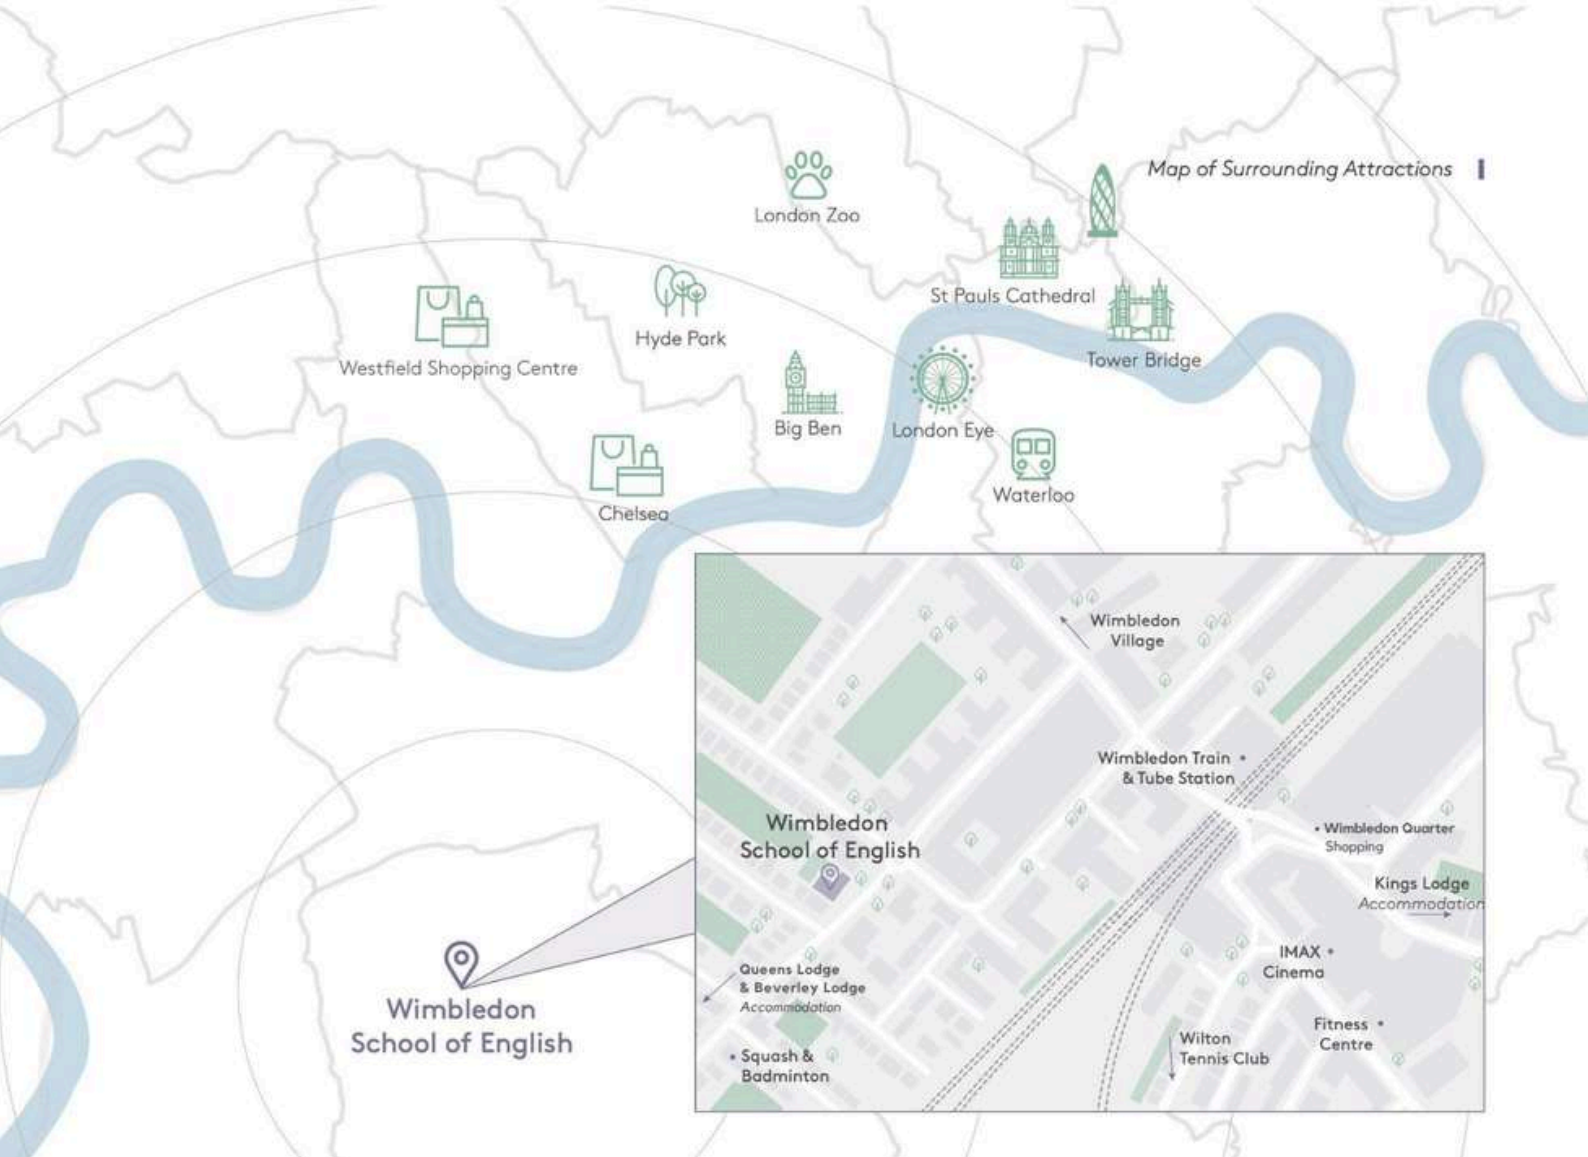 Map of Surrounding Attractions
London Zoo
St Pauls Cathedral
Hyde Park
Tower Bridge
Westfield Shopping Centre
Big Ben
London Eye
Waterloo
Chelsea
Wimbledon
Village
Wimbledon Train
& Tube Station
Wimbledon
School of English
• Wimbledon Quarter
Shopping
Kings Lodge
Accommodation
IMAX
Cinema
Queens Lodge
& Beverley Lodge
Accommodation
Fitness
Centre
Wilton
Tennis Club
• Squash &
Badminton
Wimbledon
School of English